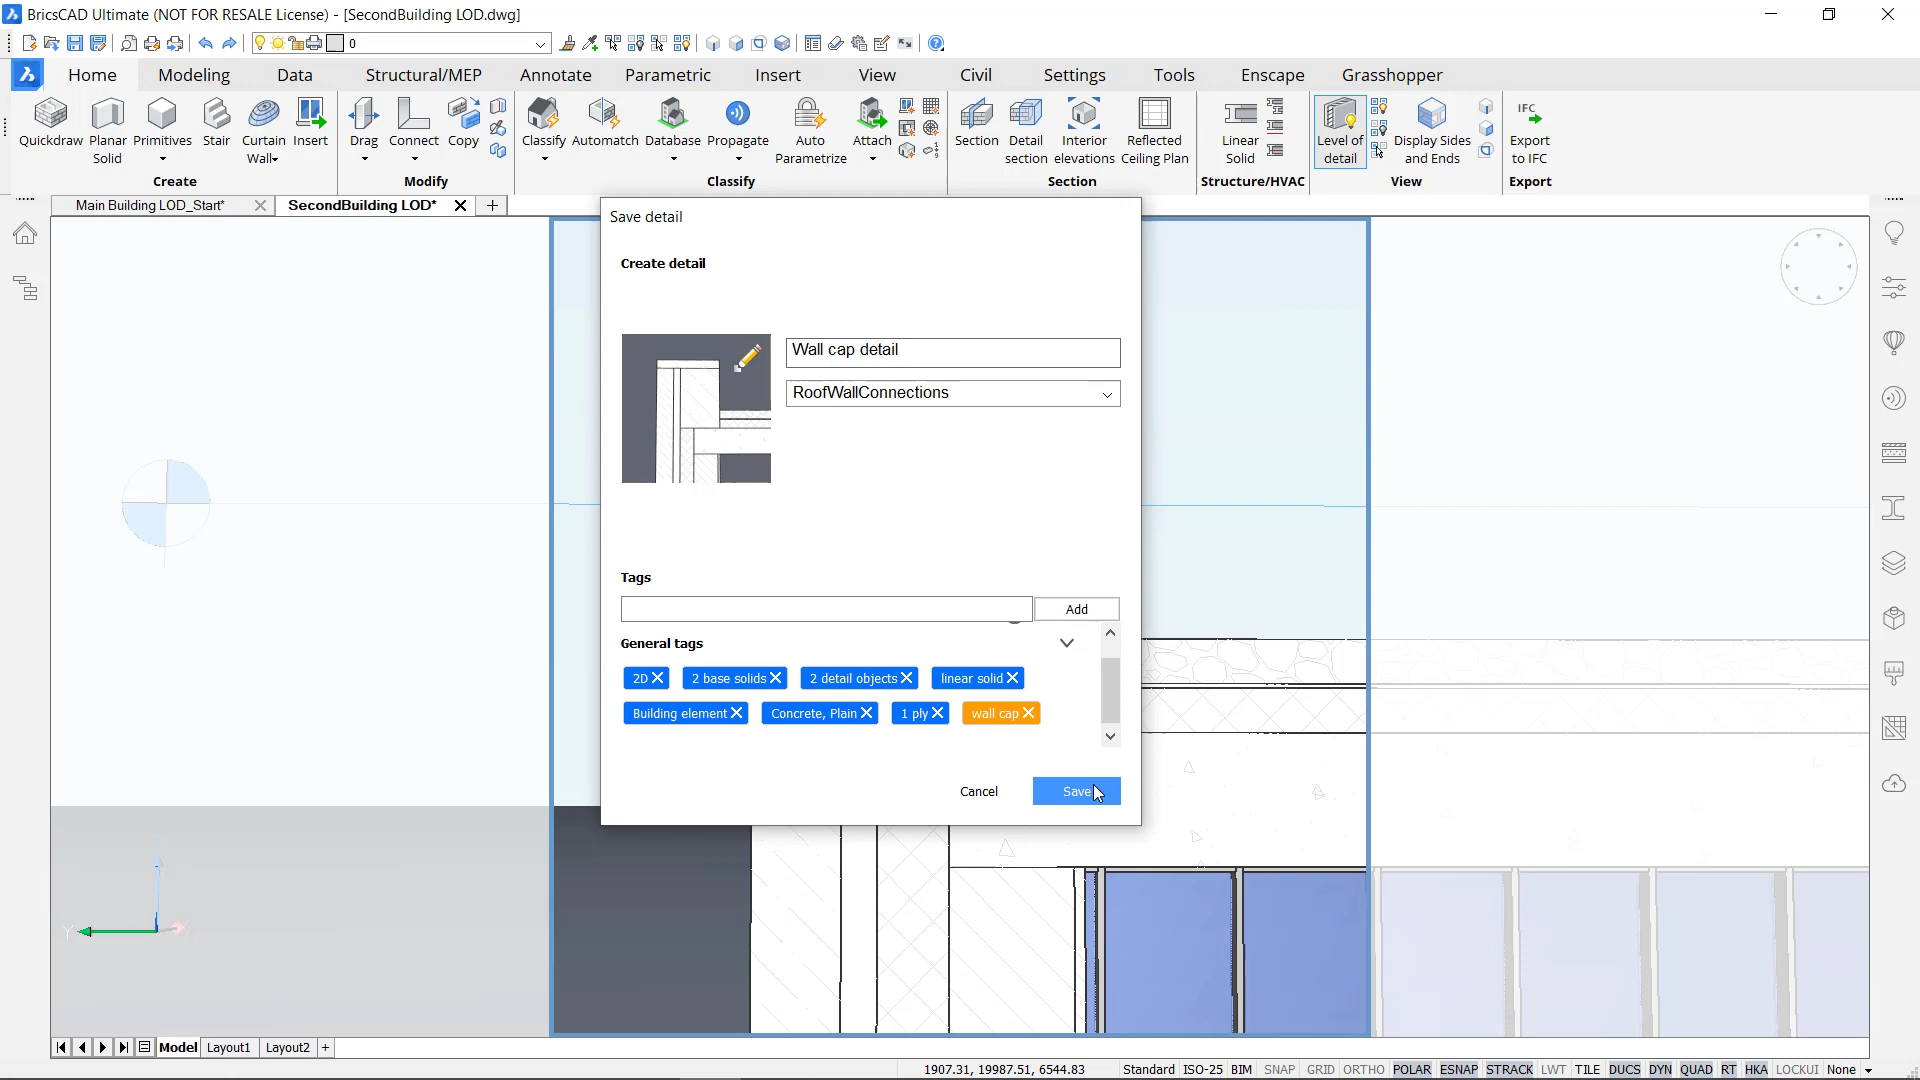 BricsCAD Ultimate (NOT FOR RESALE License) - [SecondBuilding LOD.dwg]
0
Home Modeling Data Structural/MEP Annotate Parametric Insert View Civil Settings Tools Enscape Grasshopper
Quickdraw Planar Solid Primitives Stair Curtain Wall Insert Drag Connect Copy Classify Automatch Database Propagate Auto Parametrize Attach Section Detail section Interior elevations Reflected Ceiling Plan Linear Solid Level of detail Display Sides and Ends IFC Export to IFC
Create Modify Classify Section Structure/HVAC View Export
Main Building LOD_Start* SecondBuilding LOD*
Save detail
Create detail
Wall cap detail
RoofWallConnections
Tags
Add
General tags
2D 2 base solids 2 detail objects linear solid
Building element Concrete, Plain 1 ply wall cap
Cancel Save
Y X
Model Layout1 Layout2 +
1907.31, 19987.51, 6544.83 Standard ISO-25 BIM SNAP GRID ORTHO POLAR ESNAP STRACK LWT TILE DUCS DYN QUAD RT HKA LOCKUI None